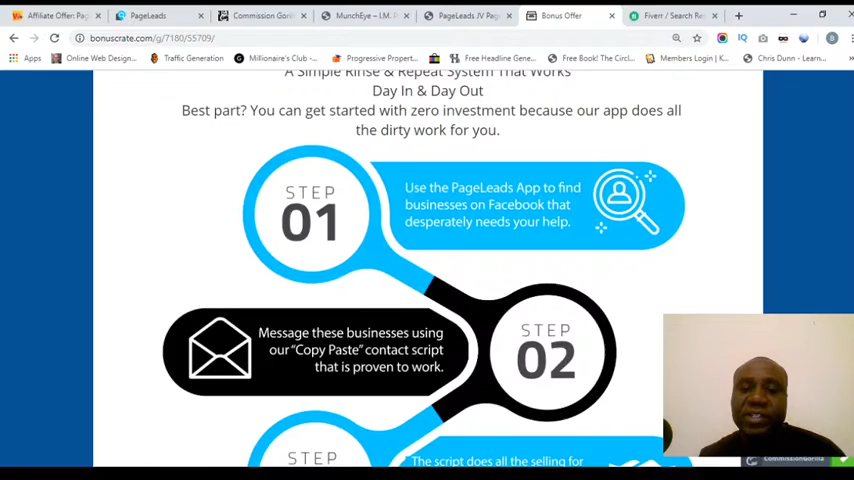 Affiliate Offer: Pag
PageLeads
Commission Goril
MunchEye – I.M. P
PageLeads JV Page
Bonus Offer
Fiverr / Search Re
bonuscrate.com/g/7180/55709/
Apps
Online Web Design...
Traffic Generation
Millionaire's Club -...
Progressive Propert...
Free Headline Gene...
Free Book! The Circl...
Members Login | K...
Chris Dunn - Learn...
A Simple Rinse & Repeat System That Works
Day In & Day Out
Best part? You can get started with zero investment because our app does all
the dirty work for you.
STEP
01
Use the PageLeads App to find
businesses on Facebook that
desperately needs your help.
Message these businesses using
our "Copy Paste" contact script
that is proven to work.
STEP
02
STEP
The script does all the selling for
CommissionGorilla